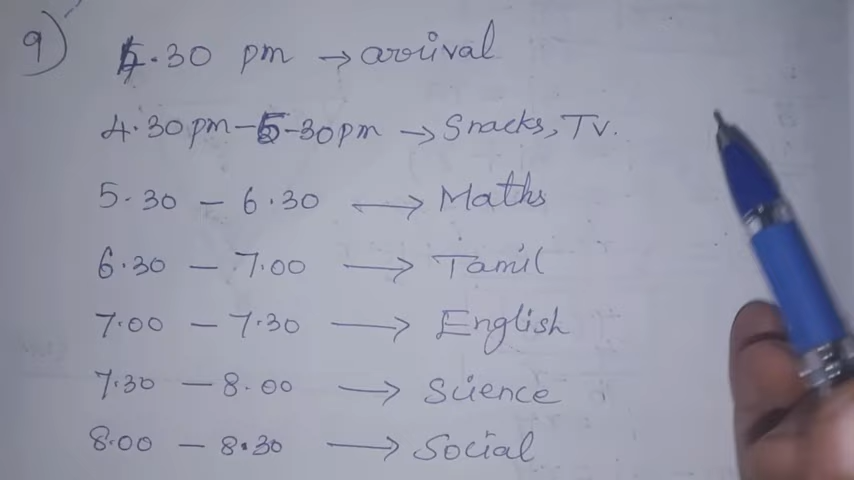 9) 4.30 pm → arrival
4.30pm-5-30pm → Snacks, Tv.
5.30 - 6.30 → Maths
6.30 - 7.00 → Tamil
7.00 - 7.30 → English
7.30 - 8.00 → Science
8.00 - 8.30 → Social